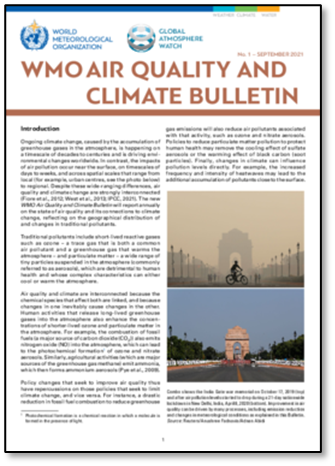 WEATHER CLIMATE WATER
WORLD
METEOROLOGICAL
ORGANIZATION
GLOBAL
ATMOSPHERE
WATCH
No. 1 – SEPTEMBER 2021
WMO AIR QUALITY AND
CLIMATE BULLETIN
Introduction
Ongoing climate change, caused by the accumulation of
greenhouse gases in the atmosphere, is happening on
a timescale of decades to centuries and is driving envi-
ronmental changes worldwide. In contrast, the impacts
of air pollution occur near the surface, on timescales of
days to weeks, and across spatial scales that range from
local (for example, urban centres, see the photo below)
to regional. Despite these wide-ranging differences, air
quality and climate change are strongly interconnected
(Fiore et al., 2012; West et al., 2013; IPCC, 2021). The new
WMO Air Quality and Climate Bulletin will report annually
on the state of air quality and its connections to climate
change, reflecting on the geographical distribution of
and changes in traditional pollutants.
Traditional pollutants include short-lived reactive gases
such as ozone – a trace gas that is both a common
air pollutant and a greenhouse gas that warms the
atmosphere – and particulate matter – a wide range of
tiny particles suspended in the atmosphere (commonly
referred to as aerosols), which are detrimental to human
health and whose complex characteristics can either
cool or warm the atmosphere.
Air quality and climate are interconnected because the
chemical species that affect both are linked, and because
changes in one inevitably cause changes in the other.
Human activities that release long-lived greenhouse
gases into the atmosphere also enhance the concen-
trations of shorter-lived ozone and particulate matter in
the atmosphere. For example, the combustion of fossil
fuels (a major source of carbon dioxide (CO2)) also emits
nitrogen oxide (NO) into the atmosphere, which can lead
to the photochemical formation¹ of ozone and nitrate
aerosols. Similarly, agricultural activities (which are major
sources of the greenhouse gas methane) emit ammonia,
which then forms ammonium aerosols
Policy changes that seek to improve air quality thus
have repercussions on those policies that seek to limit
climate change, and vice versa. For instance, a drastic
reduction in fossil fuel combustion to reduce greenhouse
¹ Photochemical formation is a chemical reaction in which a molecule is
formed in the presence of light.
gas emissions will also reduce air pollutants associated
with that activity, such as ozone and nitrate aerosols.
Policies to reduce particulate matter pollution to protect
human health may remove the cooling effect of sulfate
aerosols or the warming effect of black carbon (soot
particles). Finally, changes in climate can influence
pollution levels directly. For example, the increased
frequency and intensity of heatwaves may lead to the
additional accumulation of pollutants close to the surface.
Combo shows the India Gate war memorial on October 17, 2019 (top)
and after air pollution levels started to drop during a 21-day nationwide
lockdown in New Delhi, India, April 8, 2020 (bottom). Improvement in air
quality can be driven by many processes, including emission reduction
and changes in meteorological conditions as explained in this Bulletin.
Source: Reuters/Anushree Fadnavis/Adnan Abidi
1